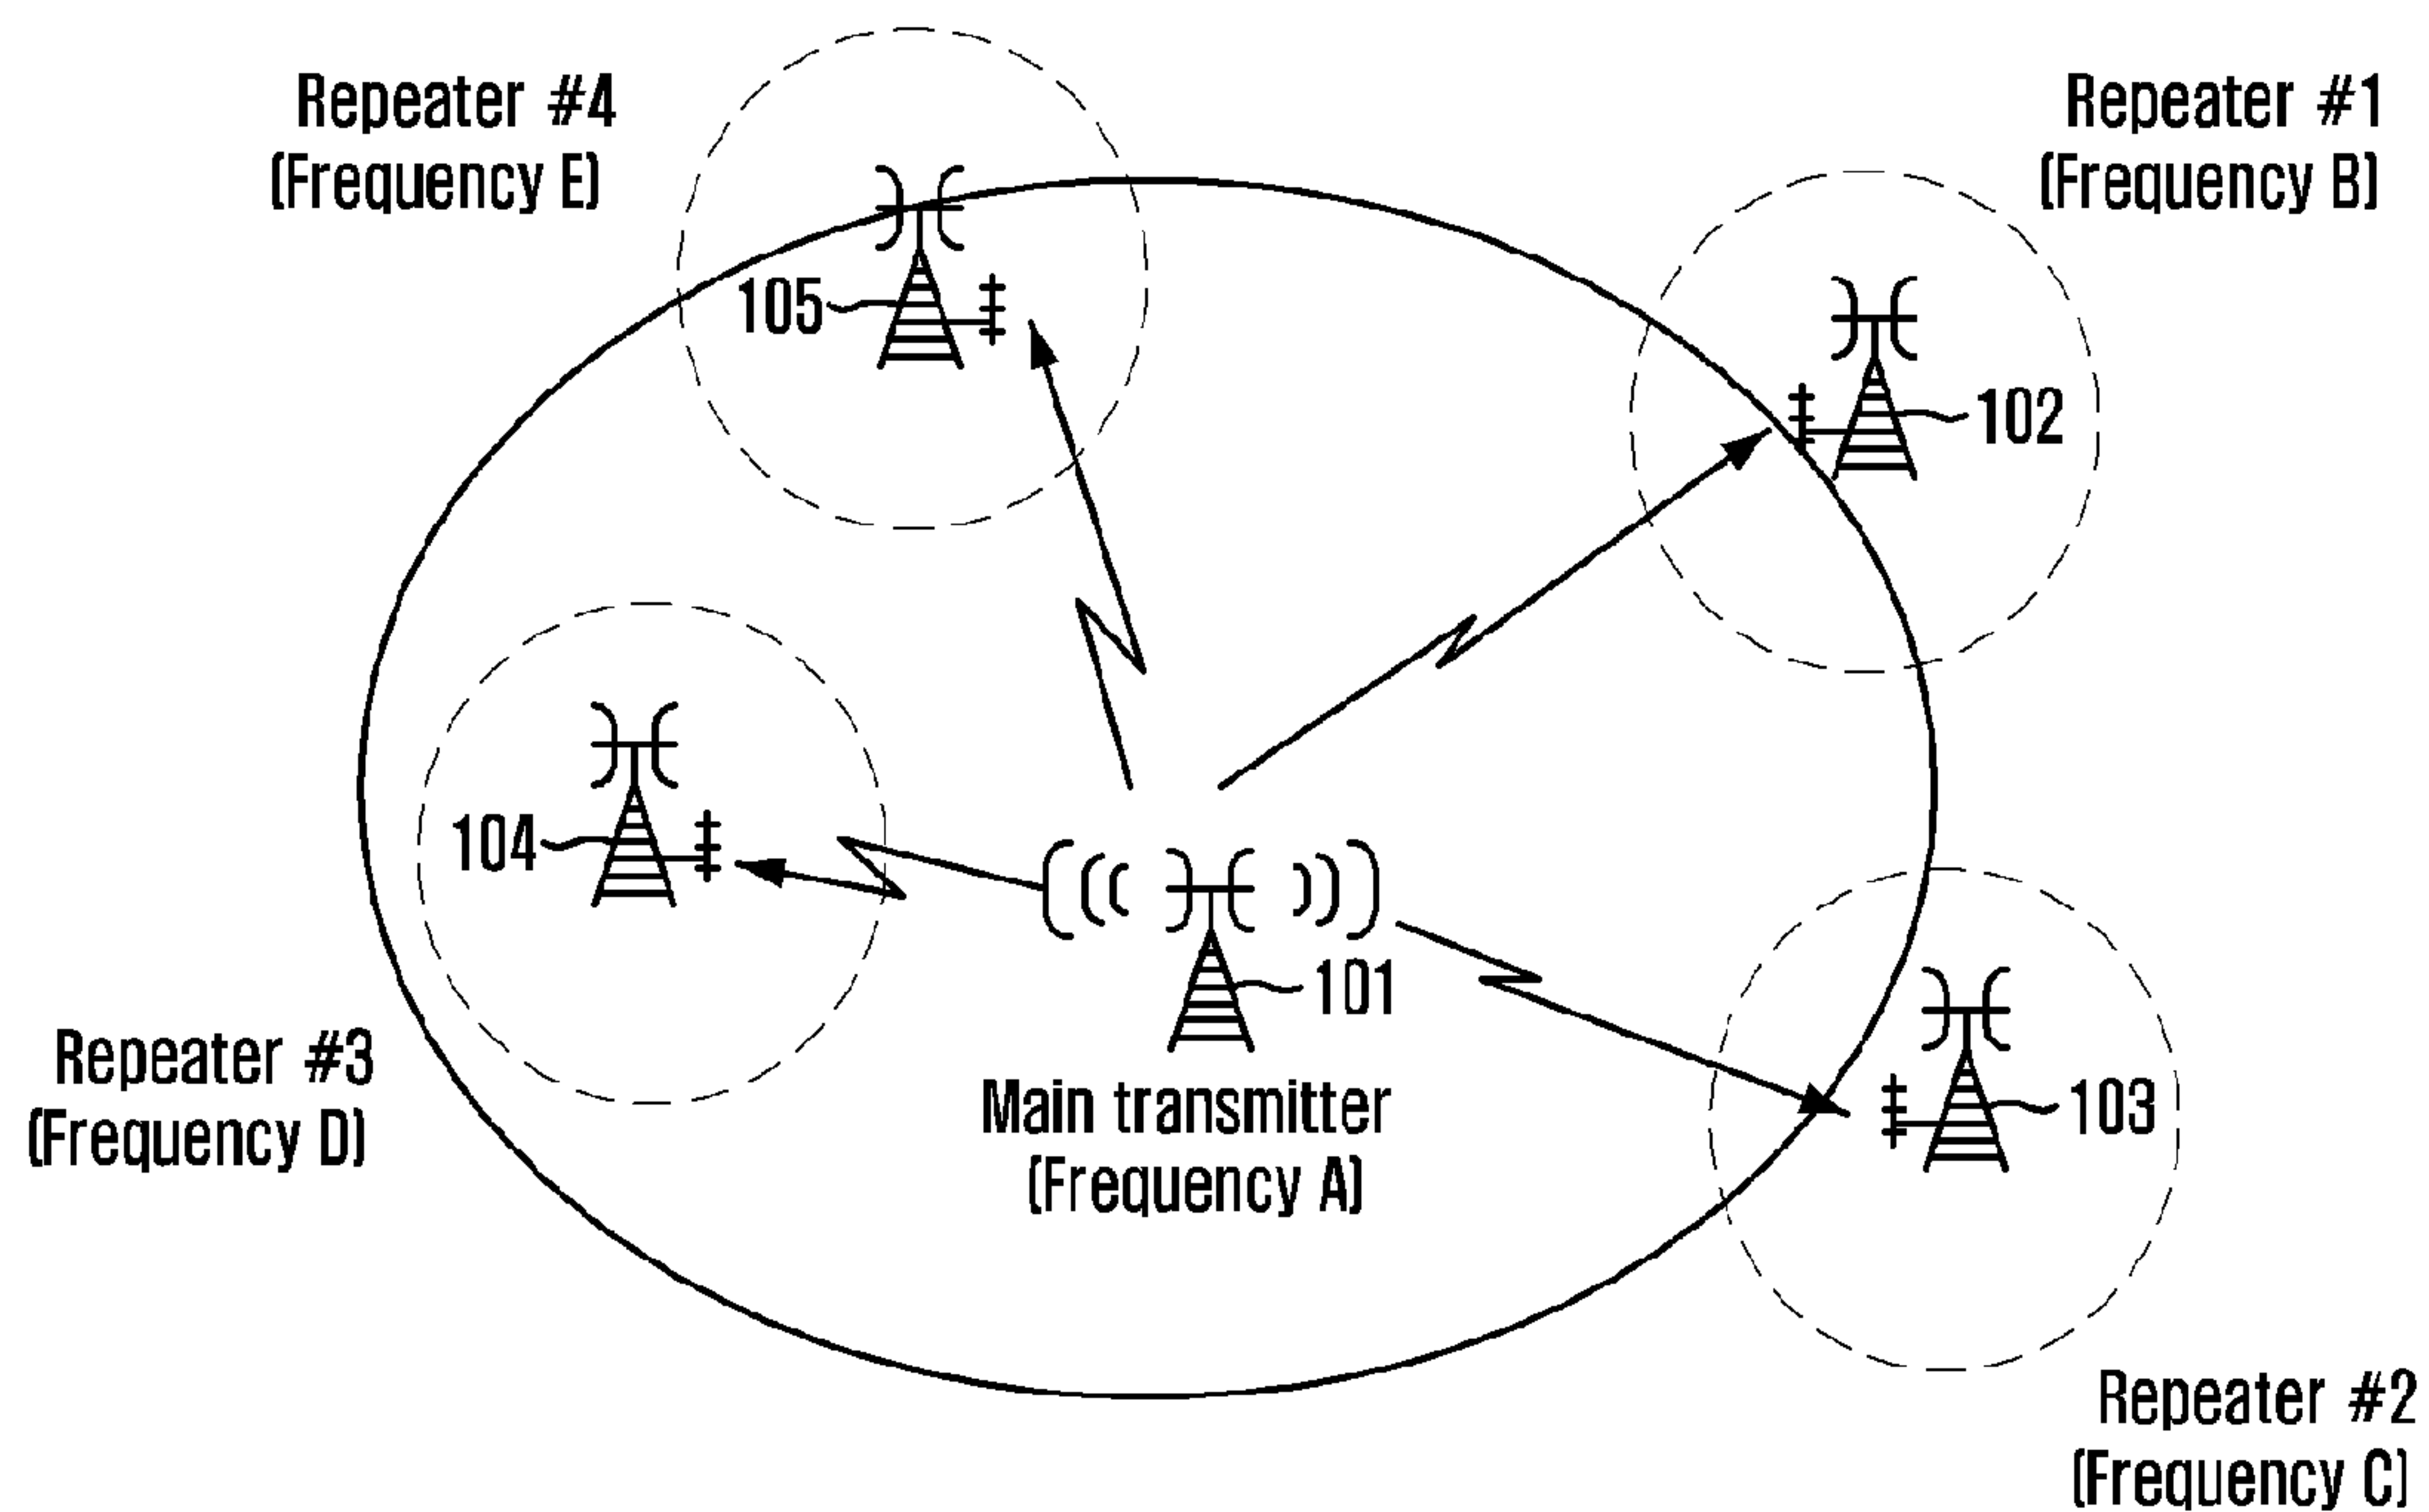 Repeater #4
(Frequency E)
Repeater #1
(Frequency B)
105
102
104
101
Main transmitter
(Frequency A)
103
Repeater #3
(Frequency D)
Repeater #2
(Frequency C)